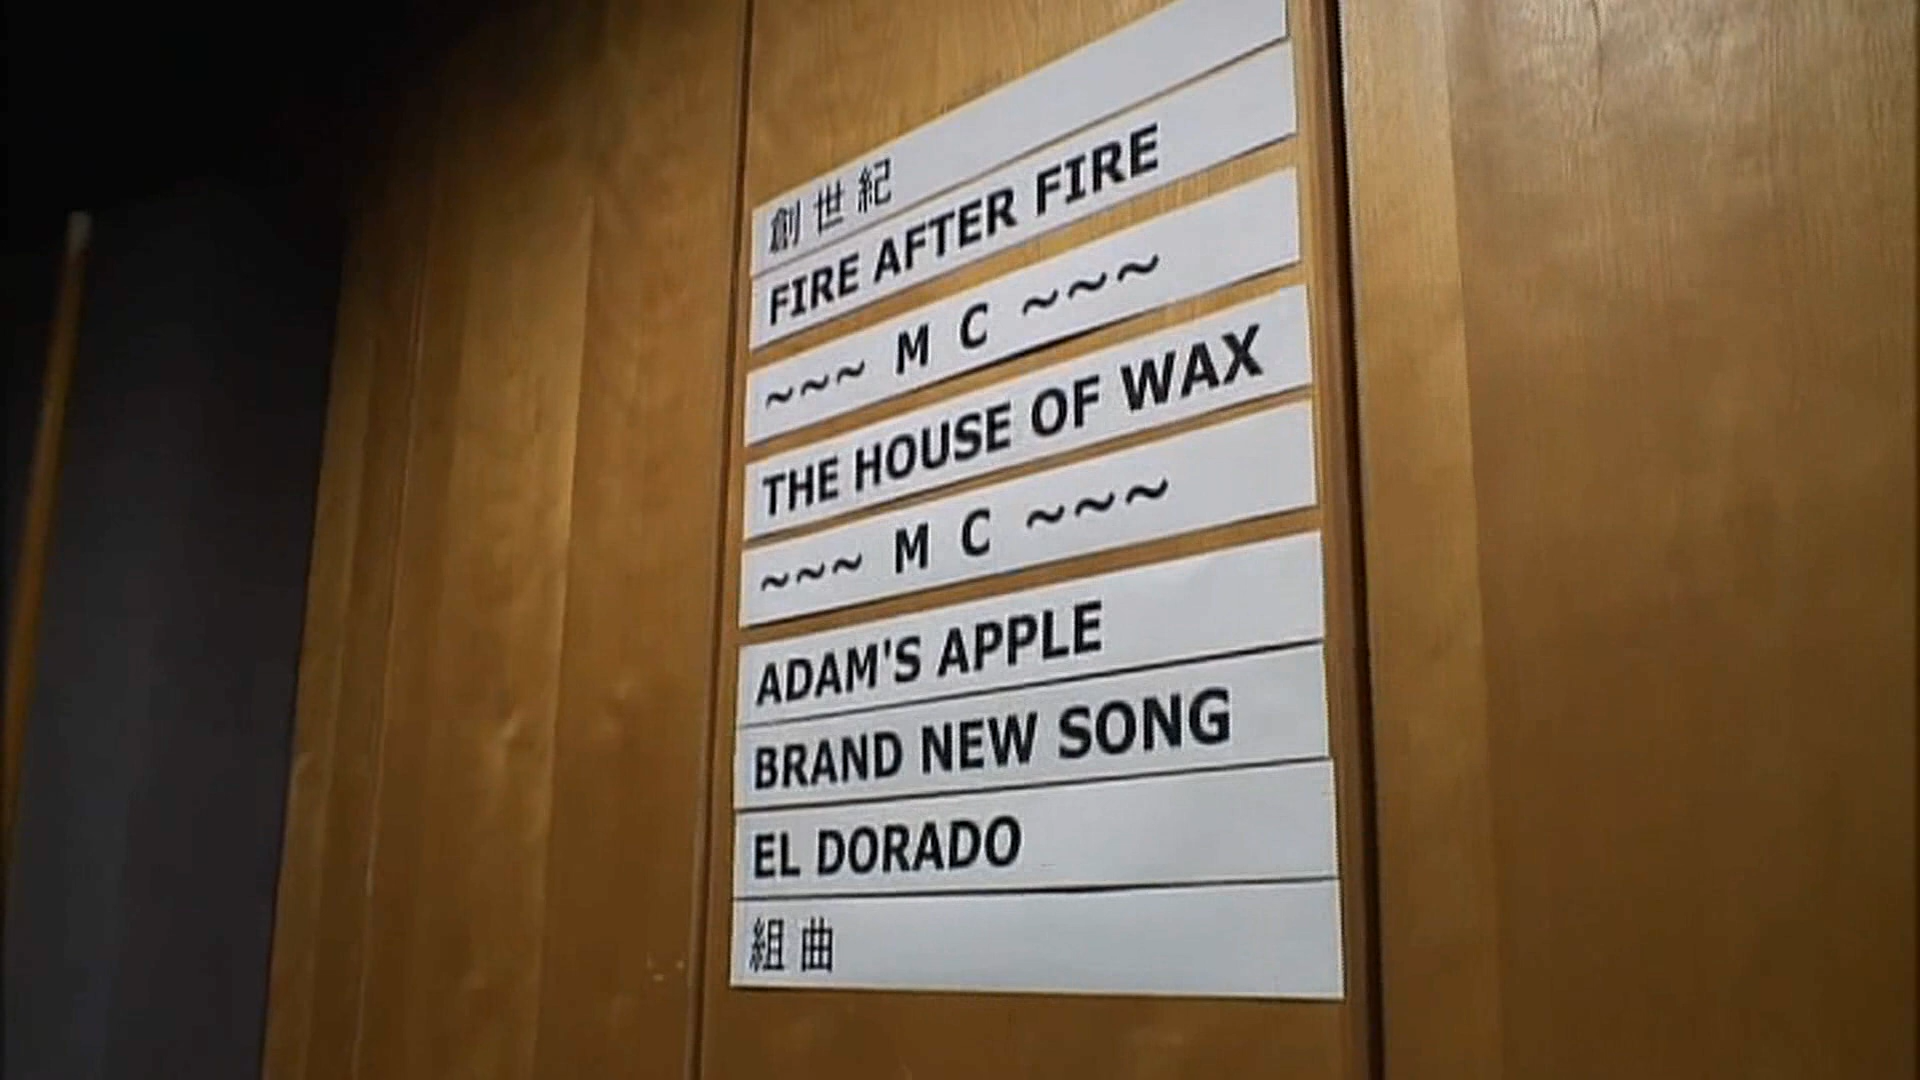 創世紀
FIRE AFTER FIRE
~~~ M C ~~~
THE HOUSE OF WAX
~~~ M C ~~~
ADAM'S APPLE
BRAND NEW SONG
EL DORADO
組曲